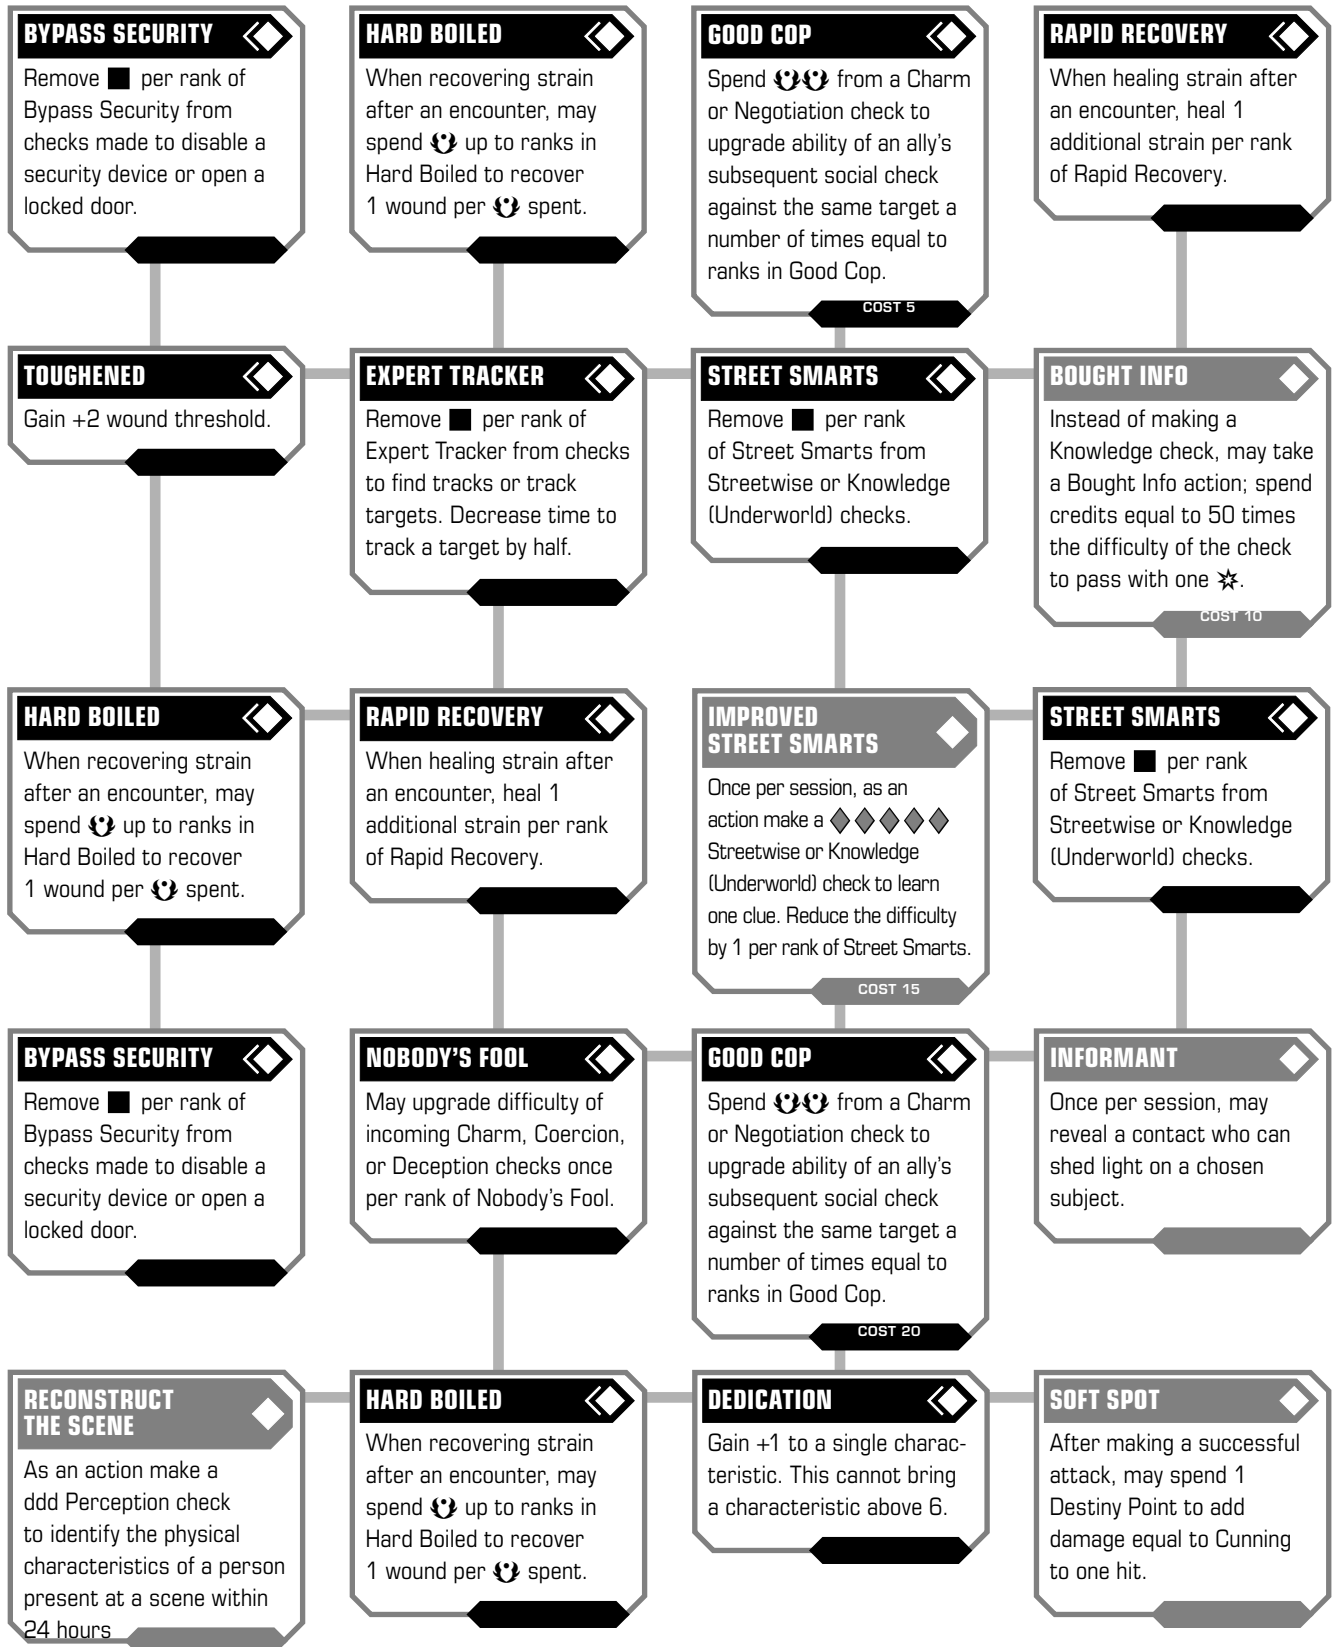 BYPASS SECURITY
Remove per rank of
Bypass Security from
checks made to disable a
security device or open a
locked door.
HARD BOILED
When recovering strain
after an encounter, may
spend up to ranks in
Hard Boiled to recover
1 wound per spent.
GOOD COP
Spend from a Charm
or Negotiation check to
upgrade ability of an ally's
subsequent social check
against the same target a
number of times equal to
ranks in Good Cop.
COST 5
RAPID RECOVERY
When healing strain after
an encounter, heal 1
additional strain per rank
of Rapid Recovery.
TOUGHENED
Gain +2 wound threshold.
EXPERT TRACKER
Remove per rank of
Expert Tracker from checks
to find tracks or track
targets. Decrease time to
track a target by half.
STREET SMARTS
Remove per rank
of Street Smarts from
Streetwise or Knowledge
(Underworld) checks.
BOUGHT INFO
Instead of making a
Knowledge check, may take
a Bought Info action; spend
credits equal to 50 times
the difficulty of the check
to pass with one .
COST 10
HARD BOILED
When recovering strain
after an encounter, may
spend up to ranks in
Hard Boiled to recover
1 wound per spent.
RAPID RECOVERY
When healing strain after
an encounter, heal 1
additional strain per rank
of Rapid Recovery.
IMPROVED
STREET SMARTS
Once per session, as an
action make a
Streetwise or Knowledge
(Underworld) check to learn
one clue. Reduce the difficulty
by 1 per rank of Street Smarts.
COST 15
STREET SMARTS
Remove per rank
of Street Smarts from
Streetwise or Knowledge
(Underworld) checks.
BYPASS SECURITY
Remove per rank of
Bypass Security from
checks made to disable a
security device or open a
locked door.
NOBODY'S FOOL
May upgrade difficulty of
incoming Charm, Coercion,
or Deception checks once
per rank of Nobody's Fool.
GOOD COP
Spend from a Charm
or Negotiation check to
upgrade ability of an ally's
subsequent social check
against the same target a
number of times equal to
ranks in Good Cop.
COST 20
INFORMANT
Once per session, may
reveal a contact who can
shed light on a chosen
subject.
RECONSTRUCT
THE SCENE
As an action make a
ddd Perception check
to identify the physical
characteristics of a person
present at a scene within
24 hours
HARD BOILED
When recovering strain
after an encounter, may
spend up to ranks in
Hard Boiled to recover
1 wound per spent.
DEDICATION
Gain +1 to a single charac-
teristic. This cannot bring
a characteristic above 6.
SOFT SPOT
After making a successful
attack, may spend 1
Destiny Point to add
damage equal to Cunning
to one hit.